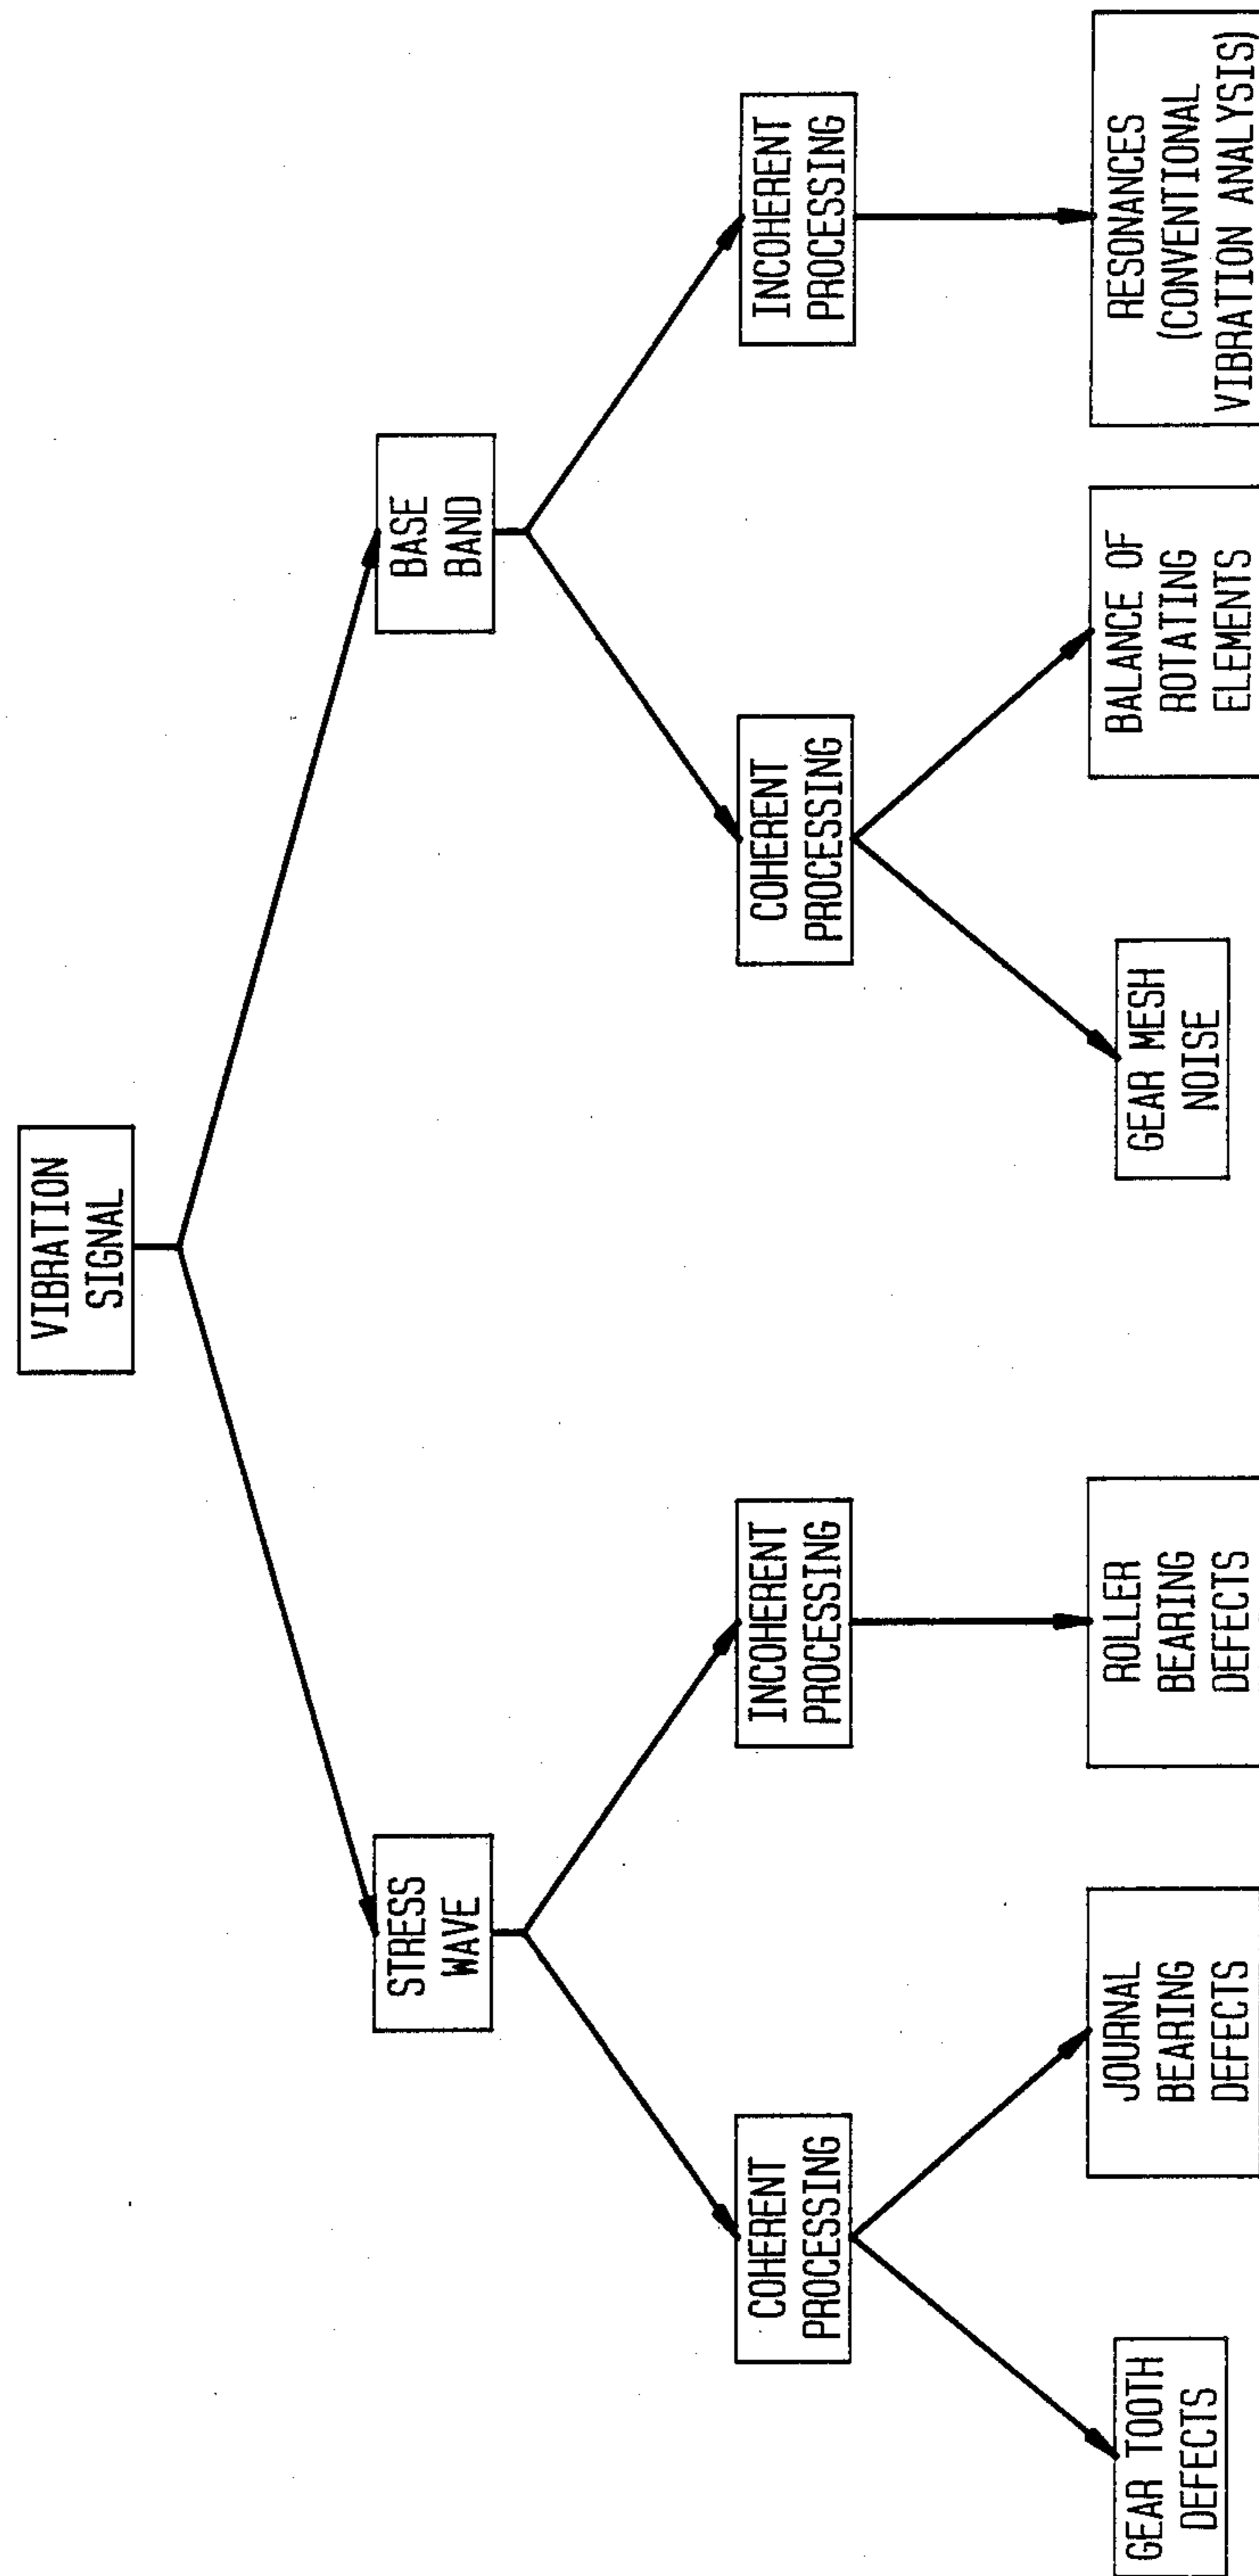 VIBRATION
SIGNAL
STRESS
WAVE
BASE
BAND
COHERENT
PROCESSING
INCOHERENT
PROCESSING
COHERENT
PROCESSING
INCOHERENT
PROCESSING
GEAR TOOTH
DEFECTS
JOURNAL
BEARING
DEFECTS
ROLLER
BEARING
DEFECTS
GEAR MESH
NOISE
BALANCE OF
ROTATING
ELEMENTS
RESONANCES
(CONVENTIONAL
VIBRATION ANALYSIS)